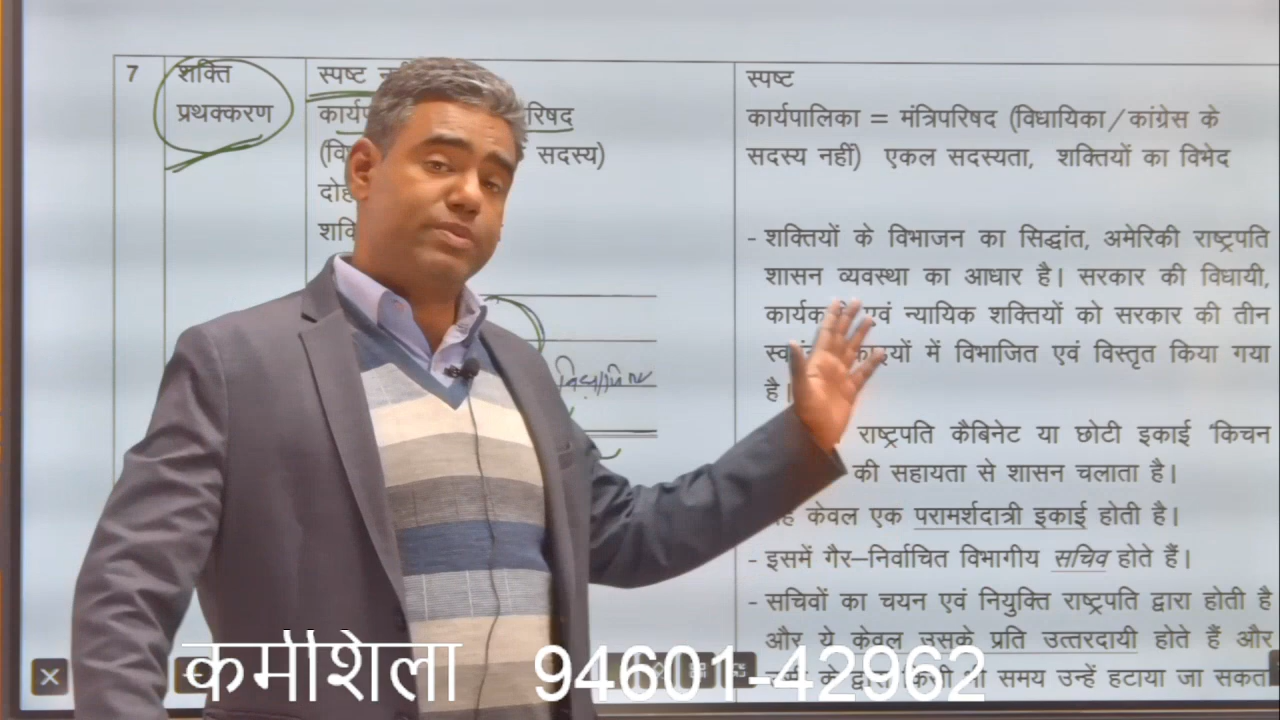 7
शक्ति
प्रथक्करण
स्पष्ट
रिषद
सदस्य)
स्पष्ट
कार्यपालिका = मंत्रिपरिषद (विधायिका/कांग्रेस के
सदस्य नहीं) एकल सदस्यता, शक्तियों का विभेद
- शक्तियों के विभाजन का सिद्धांत, अमेरिकी राष्ट्रपति
शासन व्यवस्था का आधार है। सरकार की विधायी,
एवं न्यायिक शक्तियों को सरकार की तीन
में विभाजित एवं विस्तृत किया गया
है।
राष्ट्रपति कैबिनेट या छोटी इकाई 'किचन
की सहायता से शासन चलाता है।
केवल एक परामर्शदात्री इकाई होती है।
- इसमें गैर–निर्वाचित विभागीय सचिव होते हैं।
- सचिवों का चयन एवं नियुक्ति राष्ट्रपति द्वारा होती है
और ये केवल उसके प्रति उत्तरदायी होते हैं और
समय उन्हें हटाया जा सकता
कर्मशिला 94601-42962